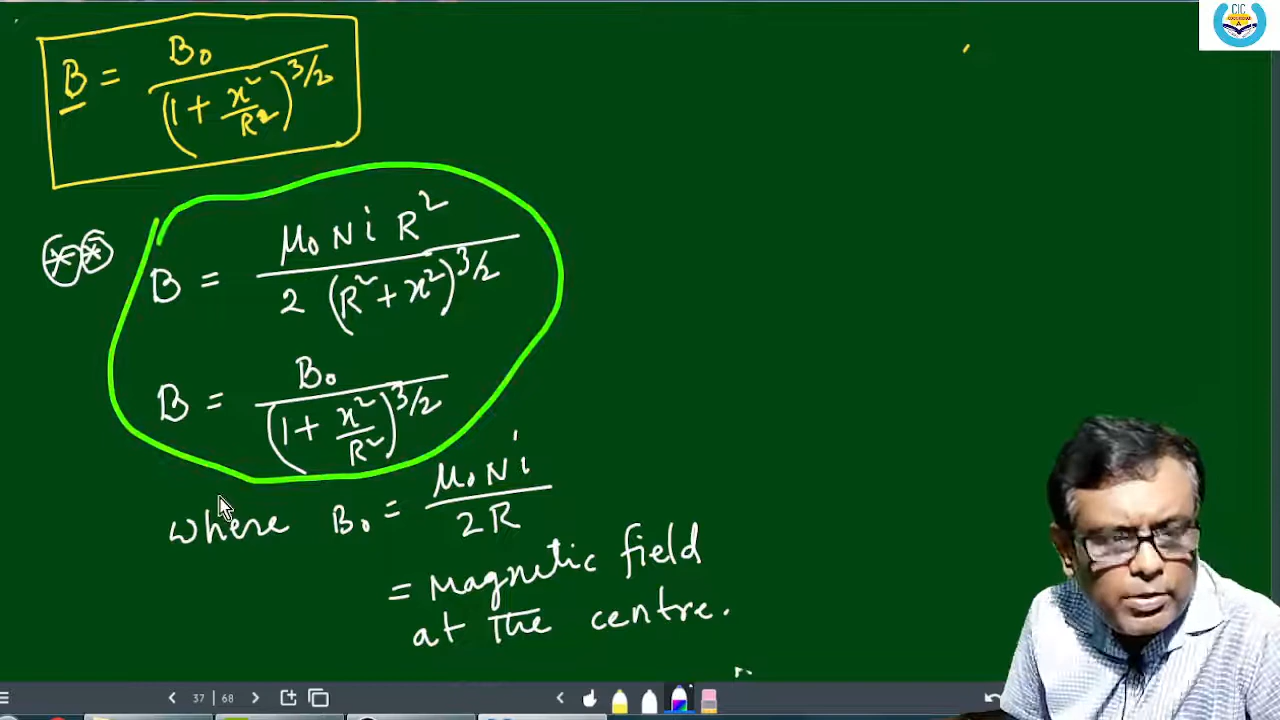 CIC
B = B₀ / (1 + x²/R²)^3/2
B = μ₀ N i R² / 2 (R² + x²)^3/2
B = B₀ / (1 + x²/R²)^3/2
where B₀ = μ₀ N i / 2R
= Magnetic field
at the centre.
37 | 68